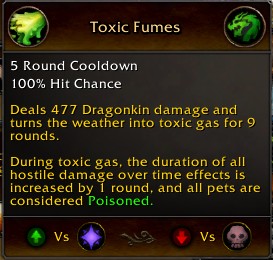 Toxic Fumes
5 Round Cooldown
100% Hit Chance
Deals 477 Dragonkin damage and
turns the weather into toxic gas for 9
rounds.
During toxic gas, the duration of all
hostile damage over time effects is
increased by 1 round, and all pets are
considered Poisoned.
Vs Vs